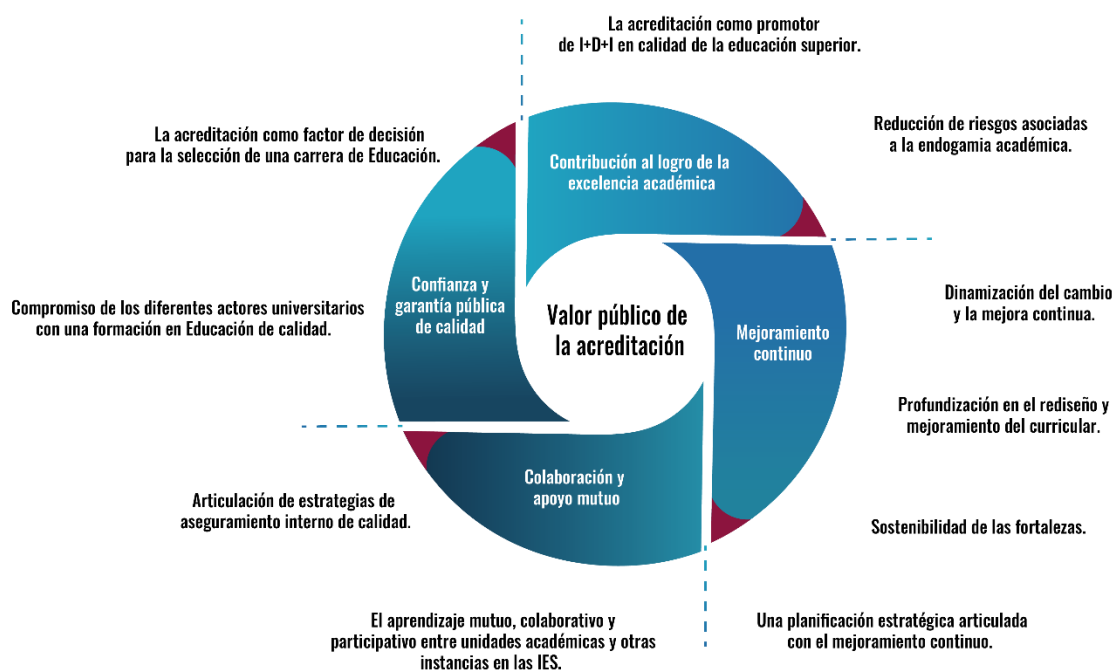 La acreditación como promotor
de I+D+I en calidad de la educación superior.
La acreditación como factor de decisión
para la selección de una carrera de Educación.
Reducción de riesgos asociadas
a la endogamia académica.
Contribución al logro de la
excelencia académica
Confianza y
garantía pública
de calidad
Compromiso de los diferentes actores universitarios
con una formación en Educación de calidad.
Valor público de
la acreditación
Mejoramiento
continuo
Dinamización del cambio
y la mejora continua.
Profundización en el rediseño y
mejoramiento del curricular.
Colaboración y
apoyo mutuo
Articulación de estrategias de
aseguramiento interno de calidad.
Sostenibilidad de las fortalezas.
El aprendizaje mutuo, colaborativo y
participativo entre unidades académicas y otras
instancias en las IES.
Una planificación estratégica articulada
con el mejoramiento continuo.